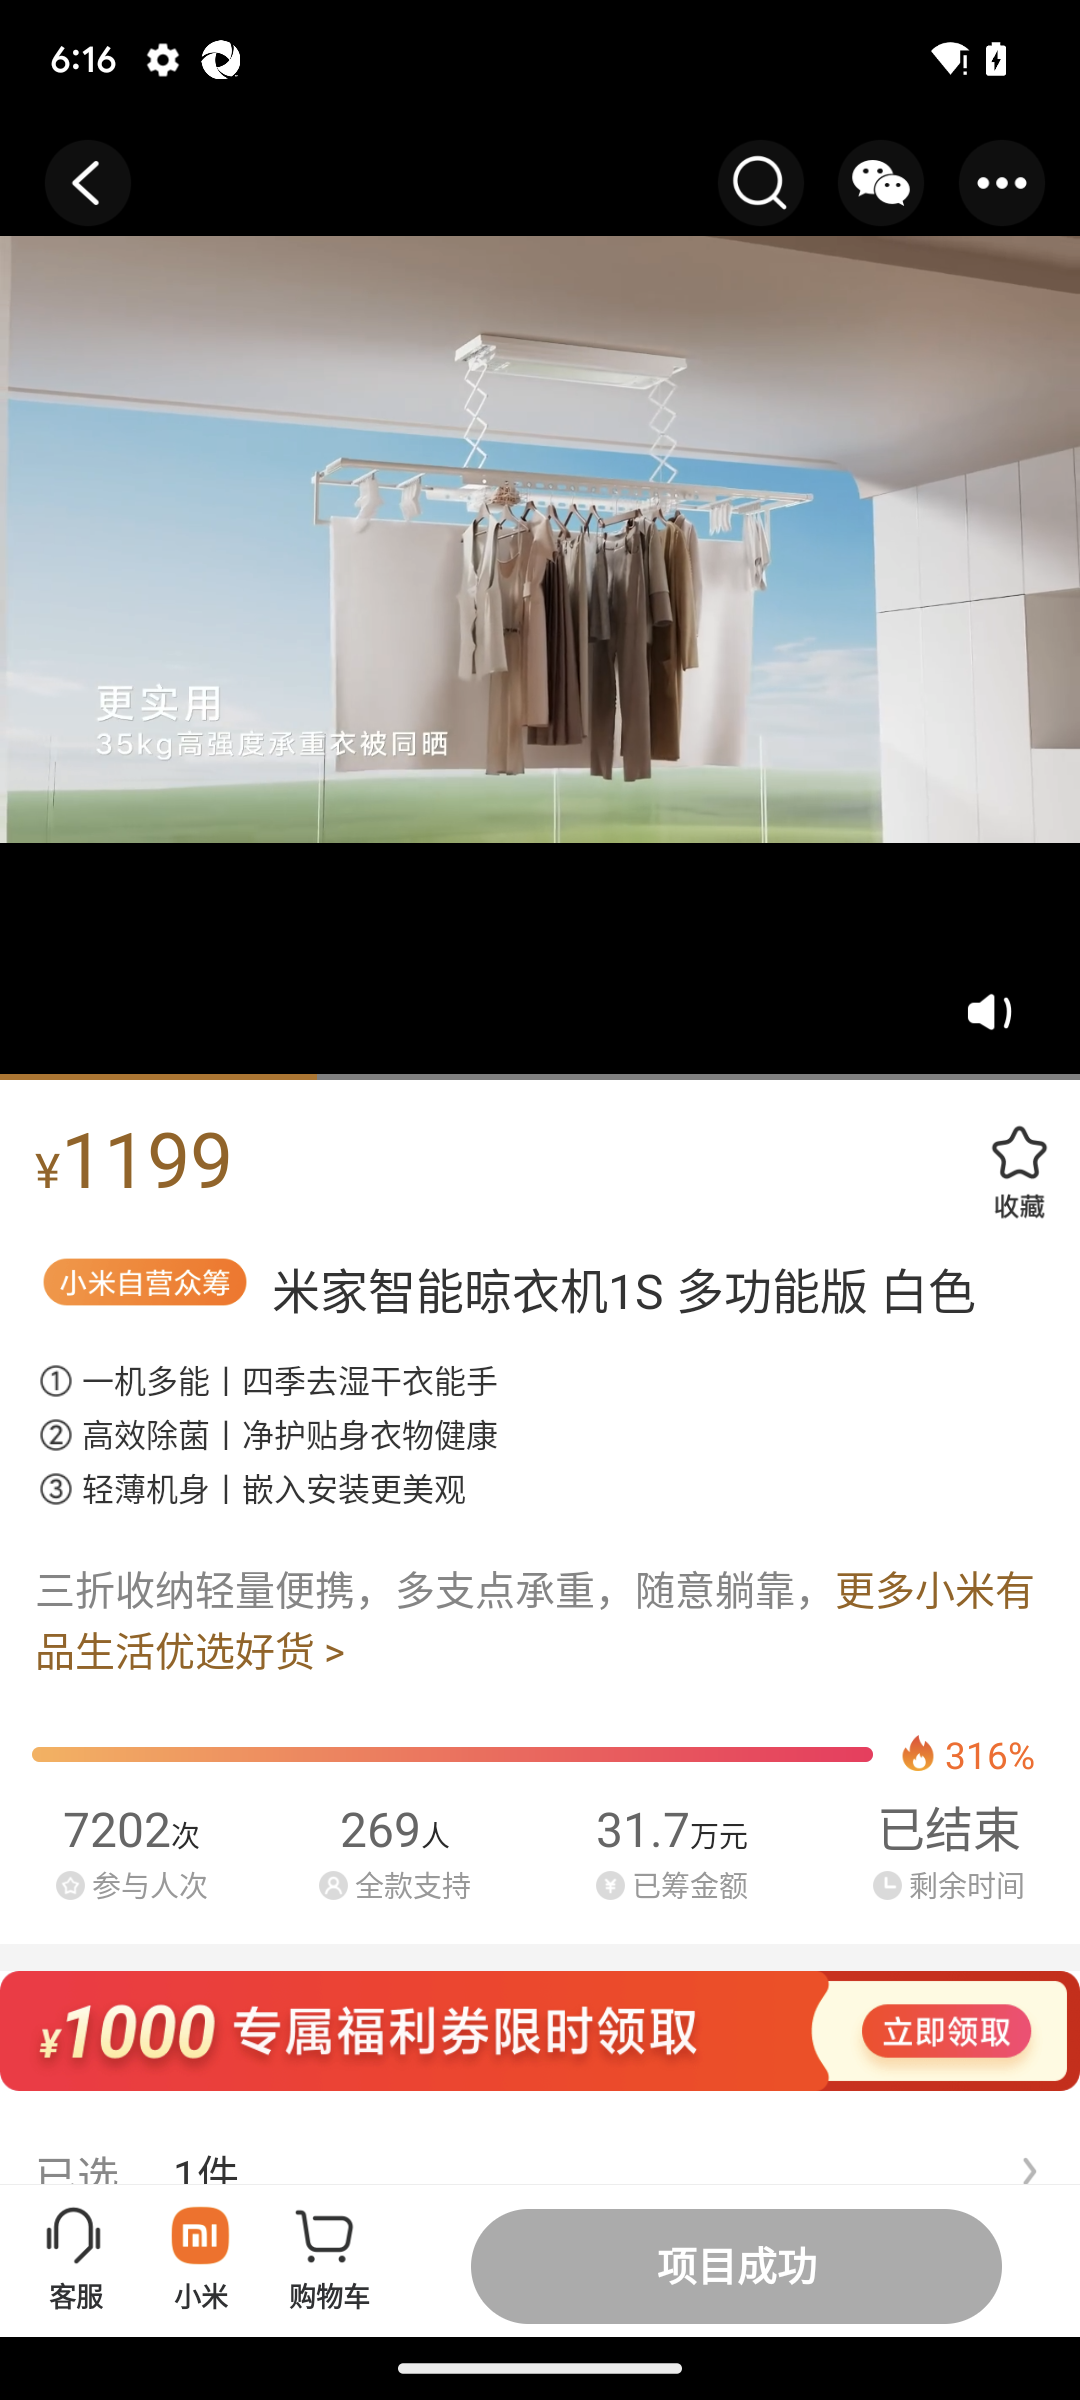 6:16
更实用
35kg高强度承重衣被同晒
¥1199
收藏
小米自营众筹 米家智能晾衣机1S 多功能版 白色
① 一机多能丨四季去湿干衣能手
② 高效除菌丨净护贴身衣物健康
③ 轻薄机身丨嵌入安装更美观
三折收纳轻量便携，多支点承重，随意躺靠，更多小米有
品生活优选好货 >
316%
7202次 269人 31.7万元 已结束
参与人次 全款支持 已筹金额 剩余时间
¥1000 专属福利券限时领取 立即领取
已选 1件
客服 小米 购物车 项目成功